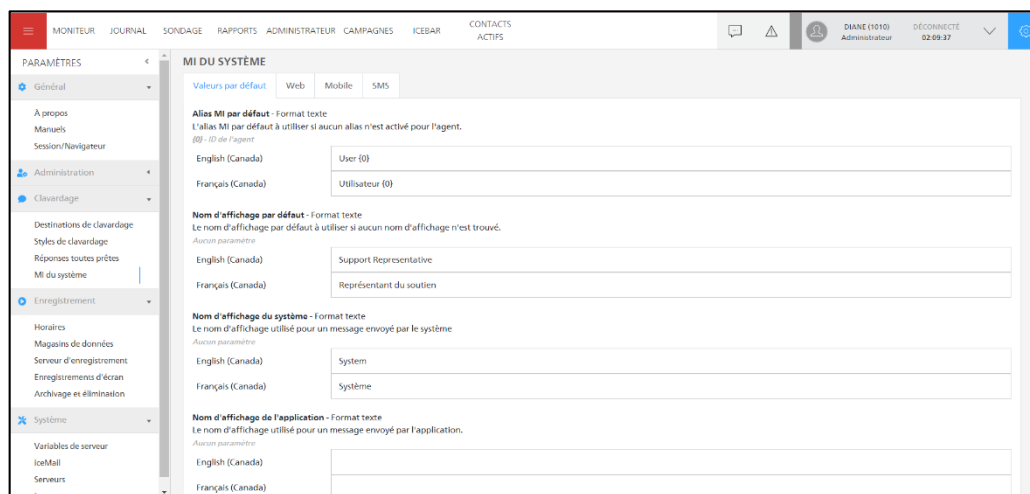 MONITEUR JOURNAL SONDAGE RAPPORTS ADMINISTRATEUR CAMPAGNES ICEBAR CONTACTS ACTIFS
DIANE (1010)
Administrateur
DÉCONNECTÉ
02:09:37
PARAMÈTRES
Général
À propos
Manuels
Session/Navigateur
Administration
Clavardage
Destinations de clavardage
Styles de clavardage
Réponses toutes prêtes
MI du système
Enregistrement
Horaires
Magasins de données
Serveur d'enregistrement
Enregistrements d'écran
Archivage et élimination
Système
Variables de serveur
IceMail
Serveurs
MI DU SYSTÈME
Valeurs par défaut Web Mobile SMS
Alias MI par défaut - Format texte
L'alias MI par défaut à utiliser si aucun alias n'est activé pour l'agent.
{0} - ID de l'agent
English (Canada) User {0}
Français (Canada) Utilisateur {0}
Nom d'affichage par défaut - Format texte
Le nom d'affichage par défaut à utiliser si aucun nom d'affichage n'est trouvé.
Aucun paramètre
English (Canada) Support Representative
Français (Canada) Représentant du soutien
Nom d'affichage du système - Format texte
Le nom d'affichage utilisé pour un message envoyé par le système
Aucun paramètre
English (Canada) System
Français (Canada) Système
Nom d'affichage de l'application - Format texte
Le nom d'affichage utilisé pour un message envoyé par l'application.
Aucun paramètre
English (Canada)
Français (Canada)